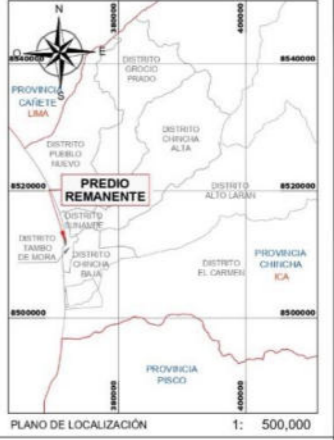 N
380000
400000
O
E
S
8540000
8540000
DISTRITO
GROCIO
PRADO
PROVINCIA
CAÑETE
LIMA
DISTRITO
CHINCHA
ALTA
DISTRITO
PUEBLO
NUEVO
8520000
8520000
PREDIO
REMANENTE
DISTRITO
ALTO LARAN
DISTRITO
SUNAMPE
DISTRITO
TAMBO
DE MORA
DISTRITO
CHINCHA
BAJA
DISTRITO
EL CARMEN
PROVINCIA
CHINCHA
ICA
8500000
8500000
PROVINCIA
PISCO
380000
400000
PLANO DE LOCALIZACIÓN 1: 500,000